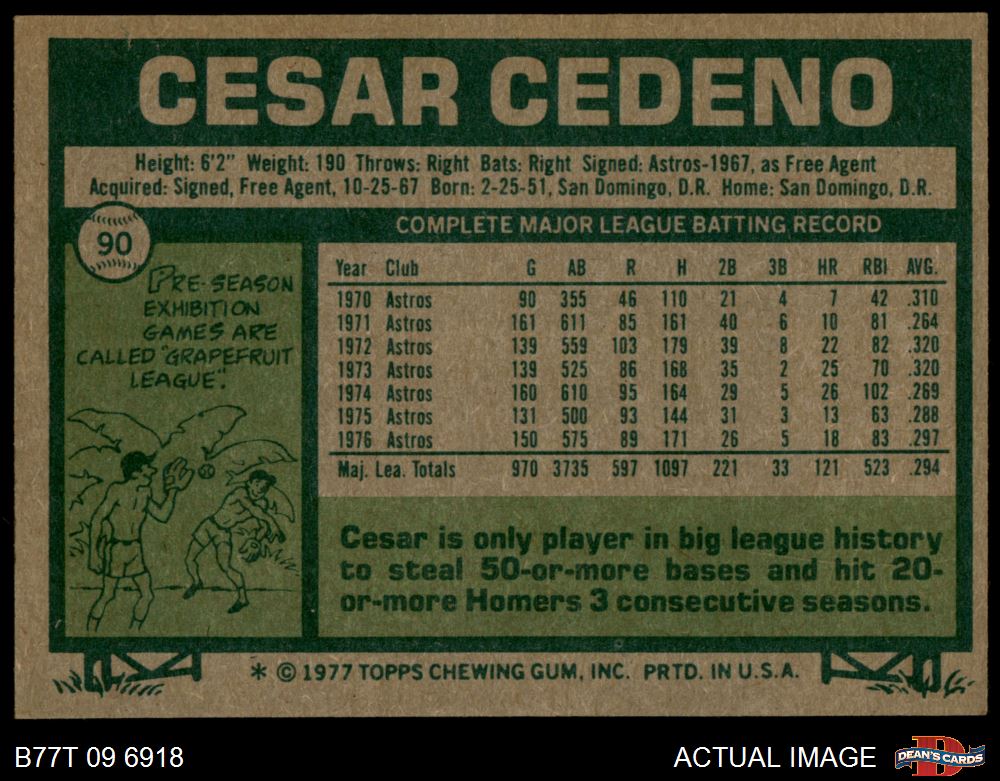 CESAR CEDENO
Height: 6'2" Weight: 190 Throws: Right Bats: Right Signed: Astros-1967, as Free Agent
Acquired: Signed, Free Agent, 10-25-67 Born: 2-25-51, San Domingo, D.R. Home: San Domingo, D.R.
90
PRE-SEASON
EXHIBITION
GAMES ARE
CALLED "GRAPEFRUIT
LEAGUE".
COMPLETE MAJOR LEAGUE BATTING RECORD
Year Club G AB R H 2B 3B HR RBI AVG.
1970 Astros 90 355 46 110 21 4 7 42 .310
1971 Astros 161 611 85 161 40 6 10 81 .264
1972 Astros 139 559 103 179 39 8 22 82 .320
1973 Astros 139 525 86 168 35 2 25 70 .320
1974 Astros 160 610 95 164 29 5 26 102 .269
1975 Astros 131 500 93 144 31 3 13 63 .288
1976 Astros 150 575 89 171 26 5 18 83 .297
Maj. Lea. Totals 970 3735 597 1097 221 33 121 523 .294
Cesar is only player in big league history
to steal 50-or-more bases and hit 20-
or-more Homers 3 consecutive seasons.
* © 1977 TOPPS CHEWING GUM, INC. PRTD. IN U.S.A.
B77T 09 6918
ACTUAL IMAGE
D
DEAN'S CARDS